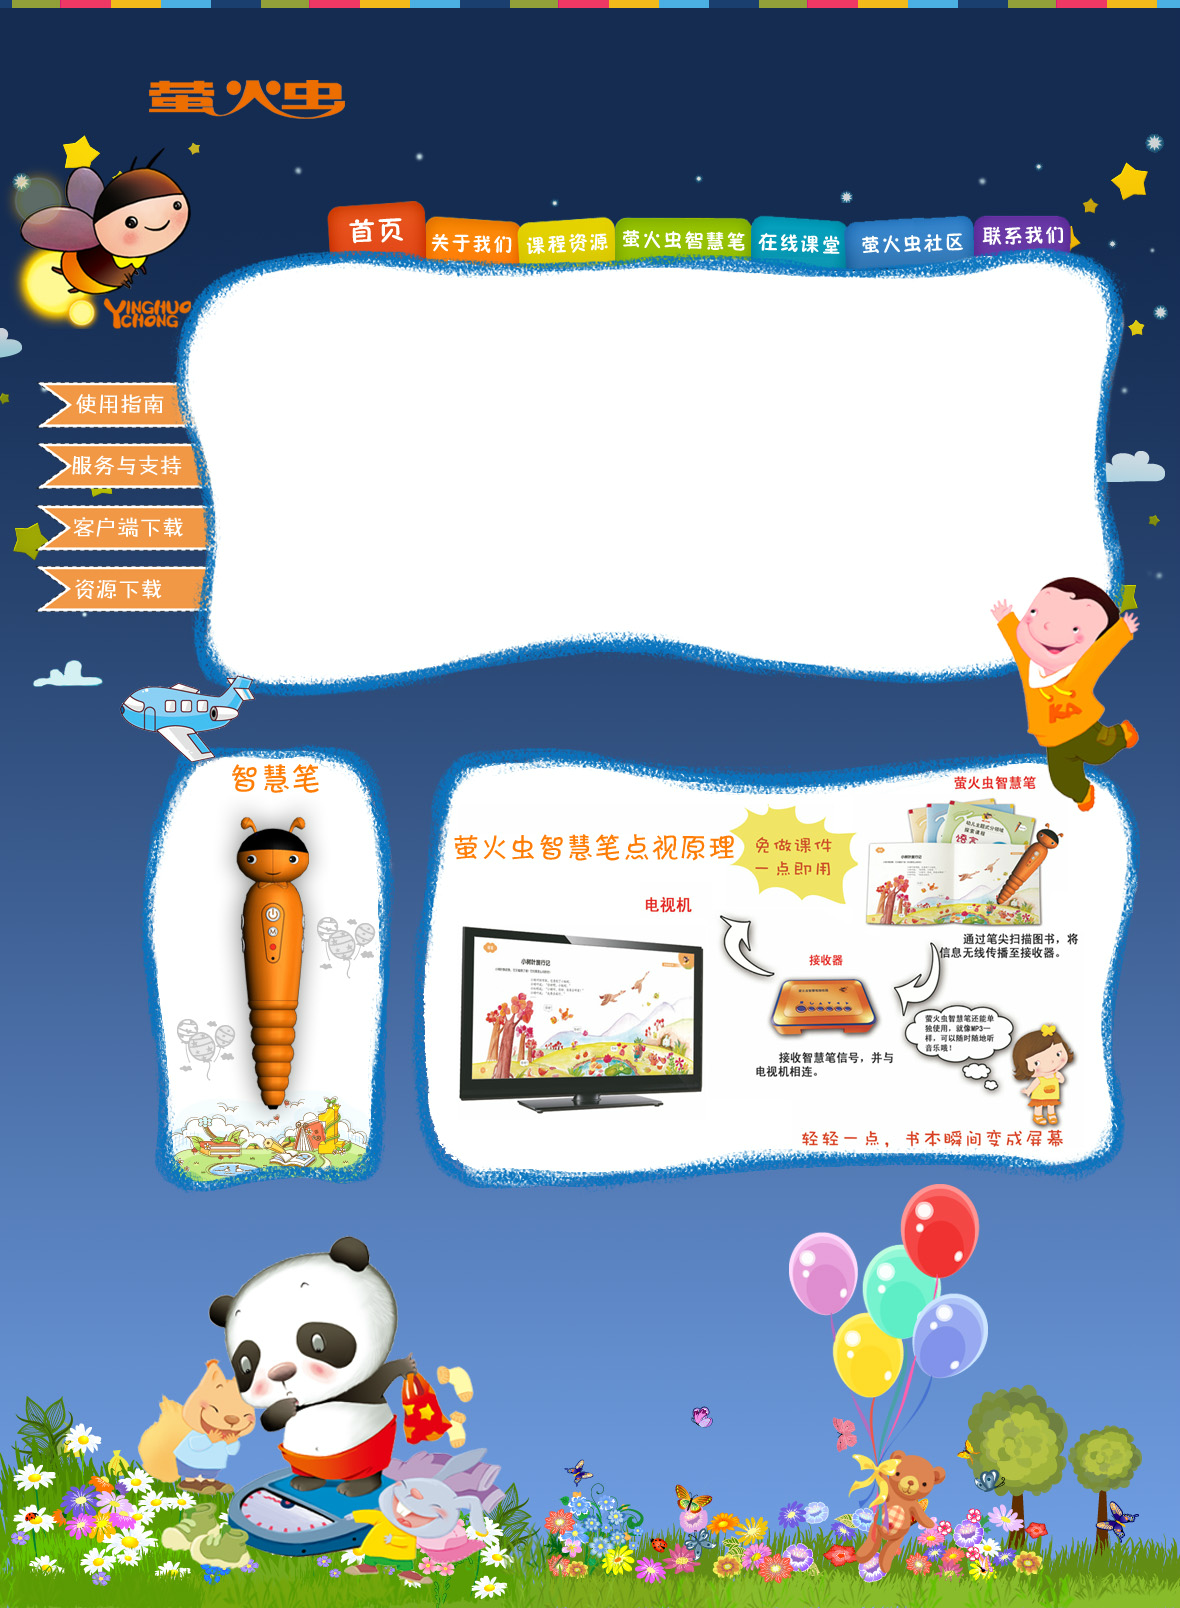 萤火虫
YINGHUO
CHONG
首页
关于我们
课程资源
萤火虫智慧笔
在线课堂
萤火虫社区
联系我们
使用指南
服务与支持
客户端下载
资源下载
智慧笔
萤火虫智慧笔点视原理
免做课件
一点即用
萤火虫智慧笔
电视机
小树叶旅行记
通过笔尖扫描图书，将
信息无线传播至接收器。
接收器
接收智慧笔信号，并与
电视机相连。
萤火虫智慧笔还能单
独使用，就像MP3一
样，可以随时随地听
音乐哦！
轻轻一点，书本瞬间变成屏幕